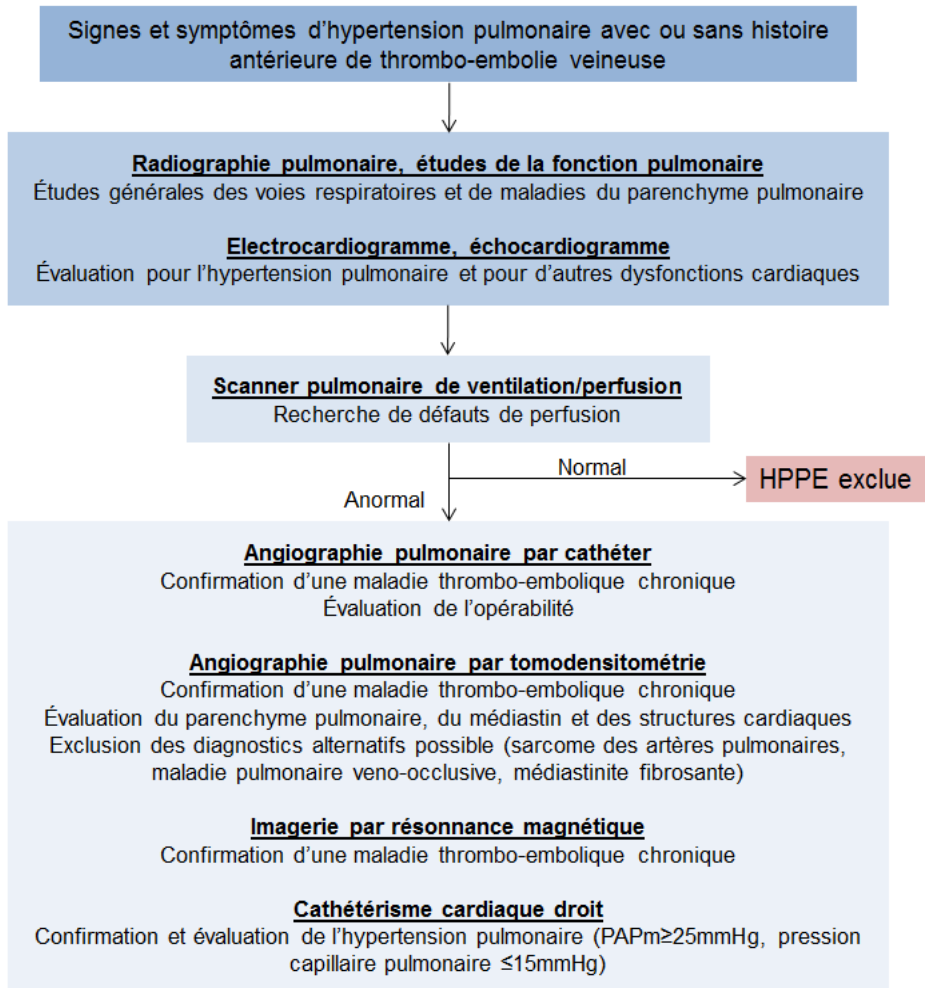 Signes et symptômes d'hypertension pulmonaire avec ou sans histoire
antérieure de thrombo-embolie veineuse
Radiographie pulmonaire, études de la fonction pulmonaire
Études générales des voies respiratoires et de maladies du parenchyme pulmonaire
Electrocardiogramme, échocardiogramme
Évaluation pour l'hypertension pulmonaire et pour d'autres dysfonctions cardiaques
Scanner pulmonaire de ventilation/perfusion
Recherche de défauts de perfusion
Normal
HPPE exclue
Anormal
Angiographie pulmonaire par cathéter
Confirmation d'une maladie thrombo-embolique chronique
Évaluation de l'opérabilité
Angiographie pulmonaire par tomodensitométrie
Confirmation d'une maladie thrombo-embolique chronique
Évaluation du parenchyme pulmonaire, du médiastin et des structures cardiaques
Exclusion des diagnostics alternatifs possible (sarcome des artères pulmonaires,
maladie pulmonaire veno-occlusive, médiastinite fibrosante)
Imagerie par résonnance magnétique
Confirmation d'une maladie thrombo-embolique chronique
Cathétérisme cardiaque droit
Confirmation et évaluation de l'hypertension pulmonaire (PAPm≥25mmHg, pression
capillaire pulmonaire ≤15mmHg)